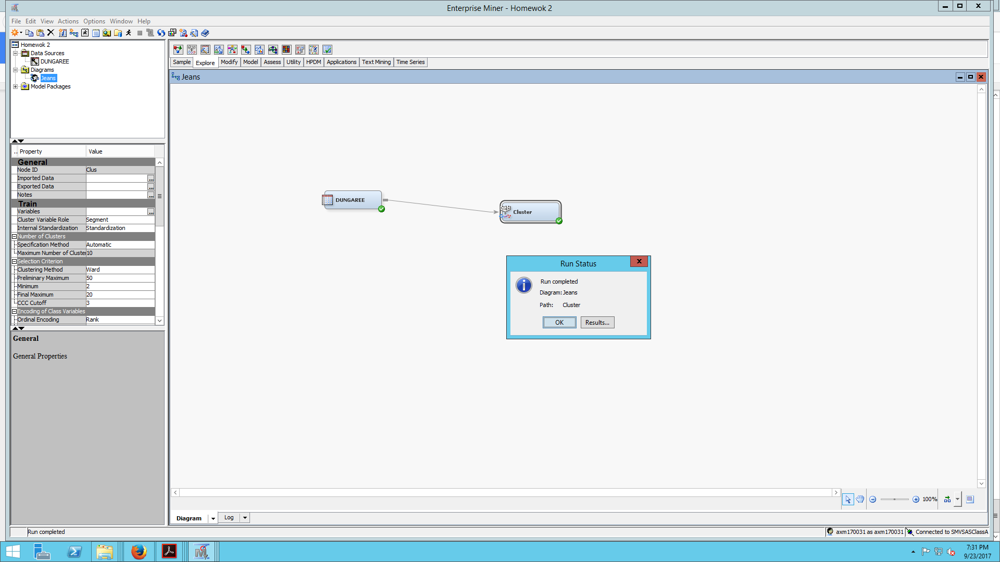 Enterprise Miner - Homewok 2
File Edit View Actions Options Window Help
Homewok 2
Data Sources
DUNGAREE
Diagrams
Jeans
Model Packages
Sample Explore Modify Model Assess Utility HPDM Applications Text Mining Time Series
Jeans
.. Property Value
General
Node ID Clus
Imported Data ...
Exported Data ...
Notes ...
Train
Variables ...
Cluster Variable Role Segment
Internal Standardization Standardization
Number of Clusters
Specification Method Automatic
Maximum Number of Cluster 10
Selection Criterion
Clustering Method Ward
Preliminary Maximum 50
Minimum 2
Final Maximum 20
CCC Cutoff 3
Encoding of Class Variables
Ordinal Encoding Rank
General
General Properties
DUNGAREE
Cluster
Run Status
Run completed
Diagram: Jeans
Path: Cluster
OK Results...
100%
Diagram Log
Run completed
axm170031 as axm170031 Connected to SMVSASClassA
7:31 PM
9/23/2017